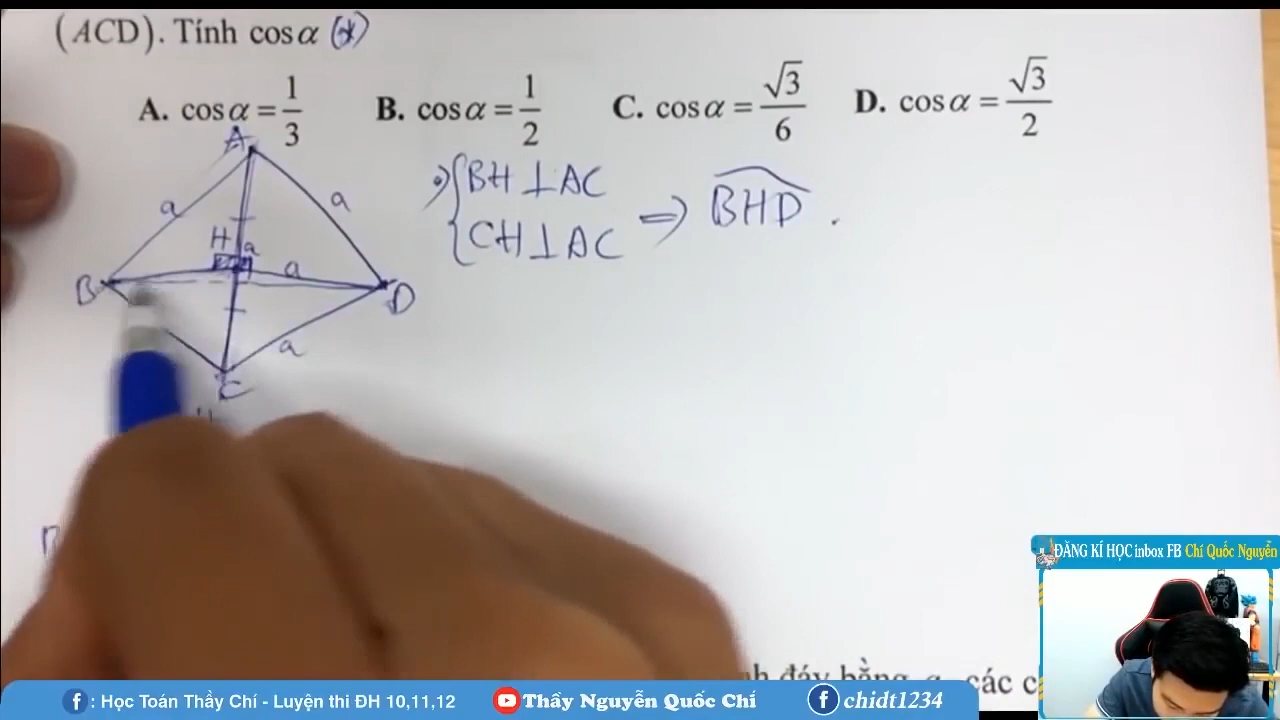 (ACD). Tính cosα (*)
A. cosα = 1/3 B. cosα = 1/2 C. cosα = √3/6 D. cosα = √3/2
A
a a
H a
a
B D
a
C
BH ⊥ AC
CH ⊥ AC ⇒ BHD .
ĐĂNG KÍ HỌC inbox FB Chí Quốc Nguyễn
đáy bằng a, các c
f : Học Toán Thầy Chí - Luyện thi ĐH 10,11,12 Thầy Nguyễn Quốc Chí f chidt1234